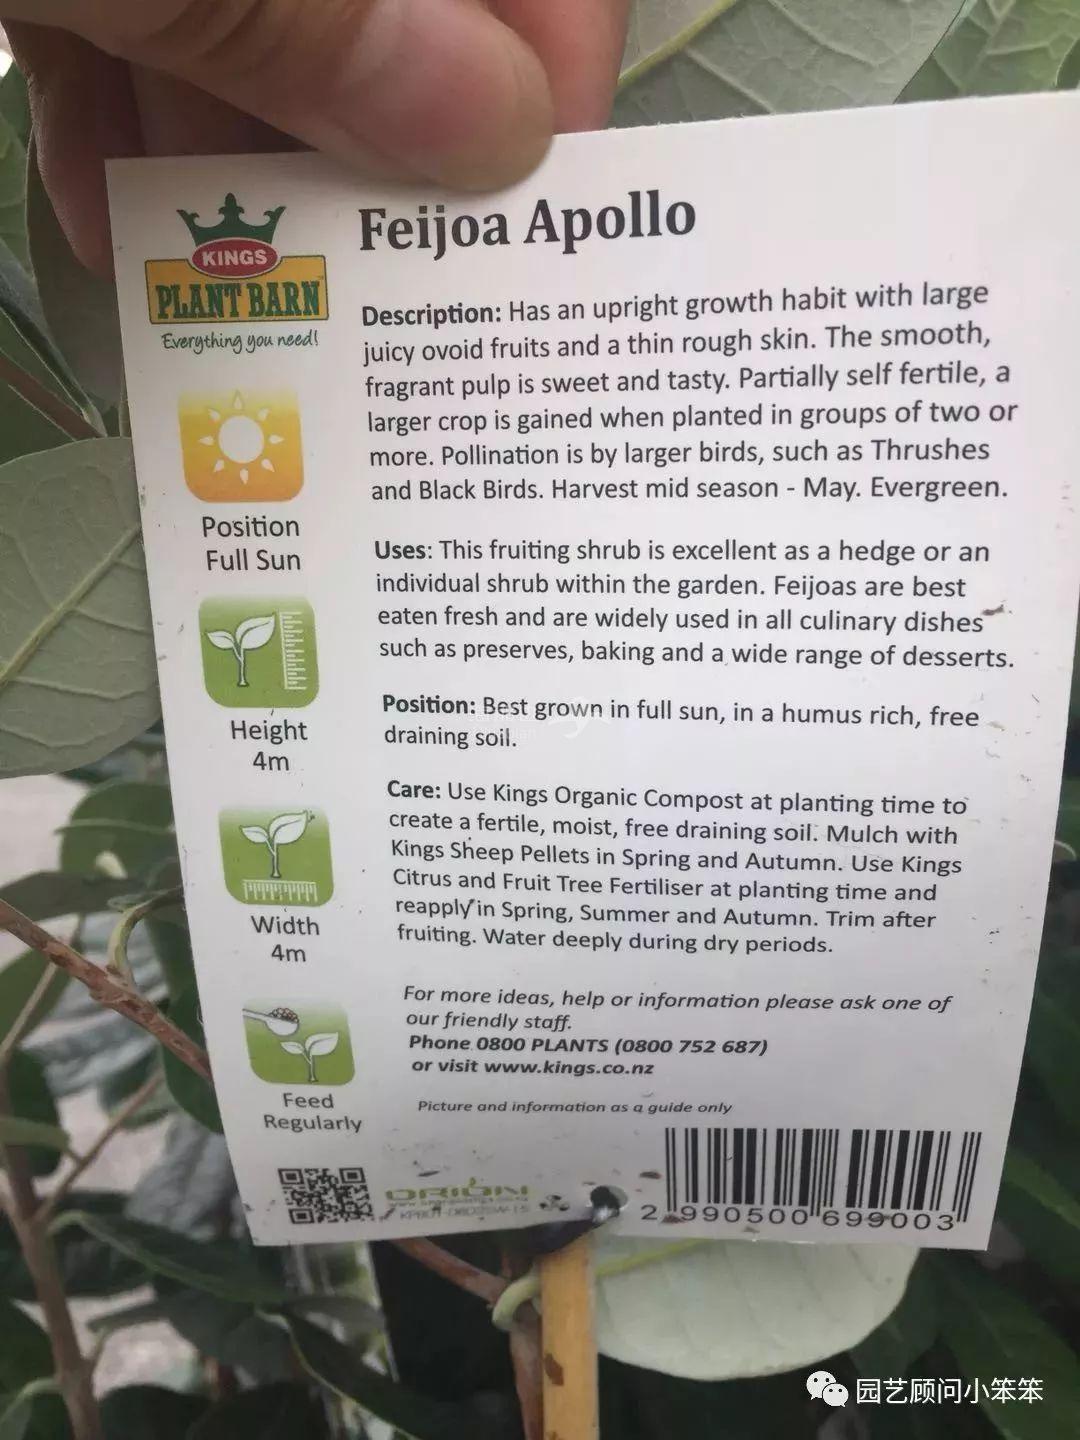 Feijoa Apollo
KINGS
PLANT BARN
Everything you need!
Description: Has an upright growth habit with large
juicy ovoid fruits and a thin rough skin. The smooth,
fragrant pulp is sweet and tasty. Partially self fertile, a
larger crop is gained when planted in groups of two or
more. Pollination is by larger birds, such as Thrushes
and Black Birds. Harvest mid season - May. Evergreen.
Position
Full Sun
Uses: This fruiting shrub is excellent as a hedge or an
individual shrub within the garden. Feijoas are best
eaten fresh and are widely used in all culinary dishes
such as preserves, baking and a wide range of desserts.
Height
4m
Position: Best grown in full sun, in a humus rich, free
draining soil.
Care: Use Kings Organic Compost at planting time to
create a fertile, moist, free draining soil. Mulch with
Kings Sheep Pellets in Spring and Autumn. Use Kings
Citrus and Fruit Tree Fertiliser at planting time and
reapply in Spring, Summer and Autumn. Trim after
fruiting. Water deeply during dry periods.
Width
4m
For more ideas, help or information please ask one of
our friendly staff.
Phone 0800 PLANTS (0800 752 687)
or visit www.kings.co.nz
Feed
Regularly
Picture and information as a guide only
ORION
2 990500 699003
园艺顾问小笨笨